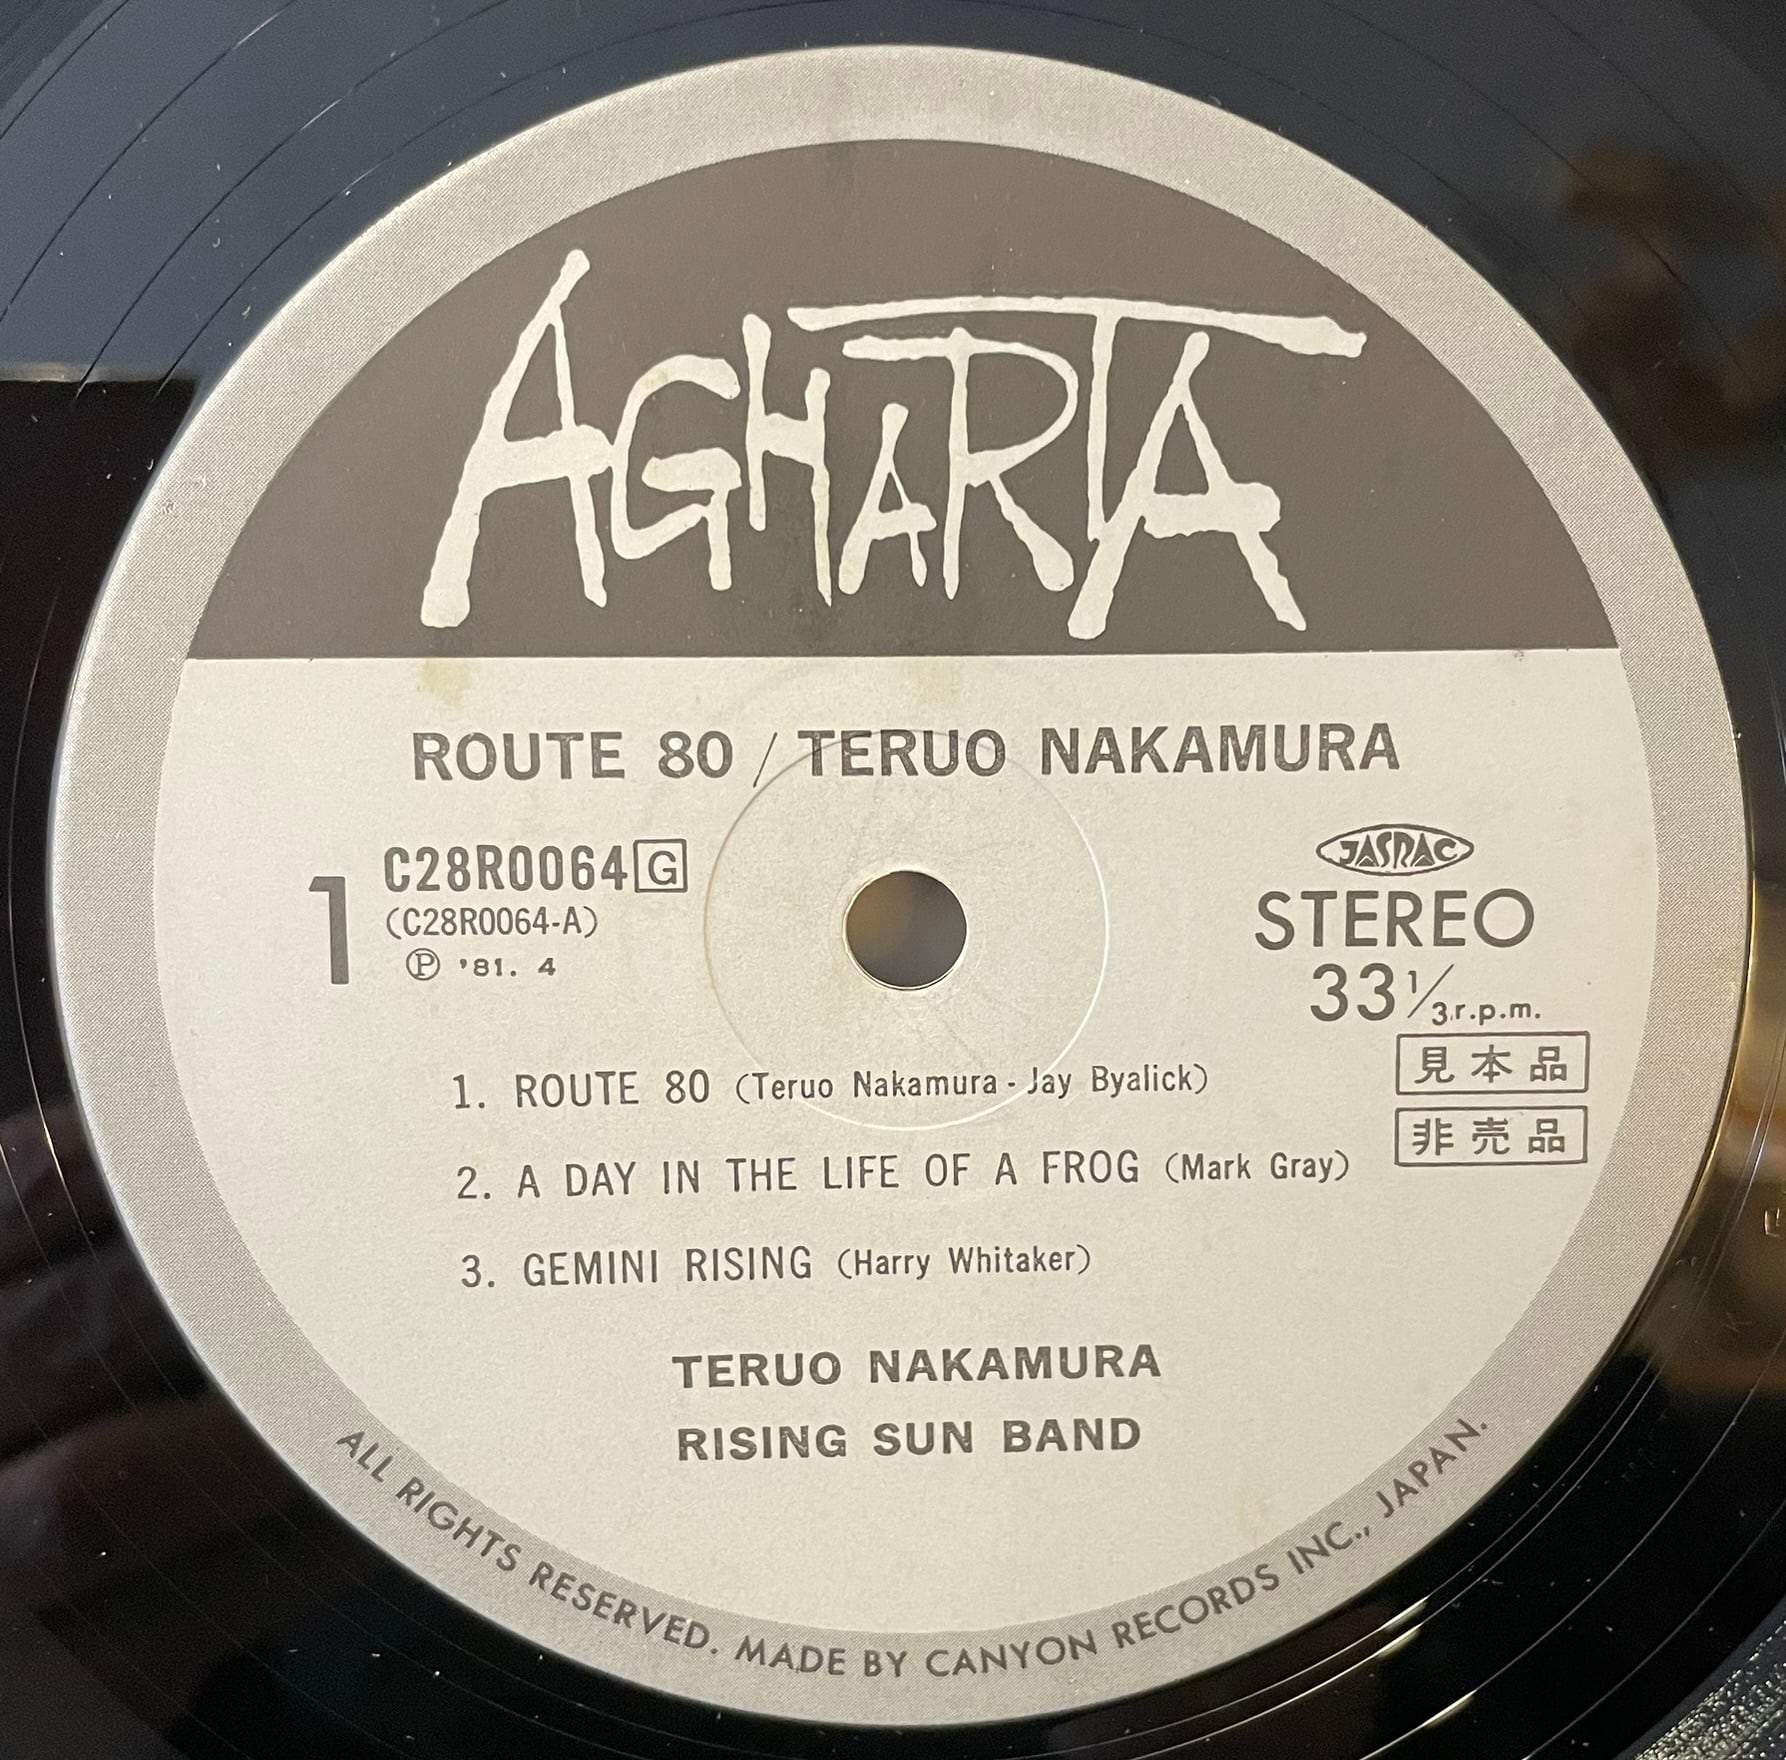 AGHARTA
ROUTE 80 / TERUO NAKAMURA
1
C28R0064 G
(C28R0064-A)
Ⓟ '81. 4
JASRAC
STEREO
33 1/3 r.p.m.
見本品
非売品
1. ROUTE 80 (Teruo Nakamura - Jay Byalick)
2. A DAY IN THE LIFE OF A FROG (Mark Gray)
3. GEMINI RISING (Harry Whitaker)
TERUO NAKAMURA
RISING SUN BAND
ALL RIGHTS RESERVED. MADE BY CANYON RECORDS INC., JAPAN.